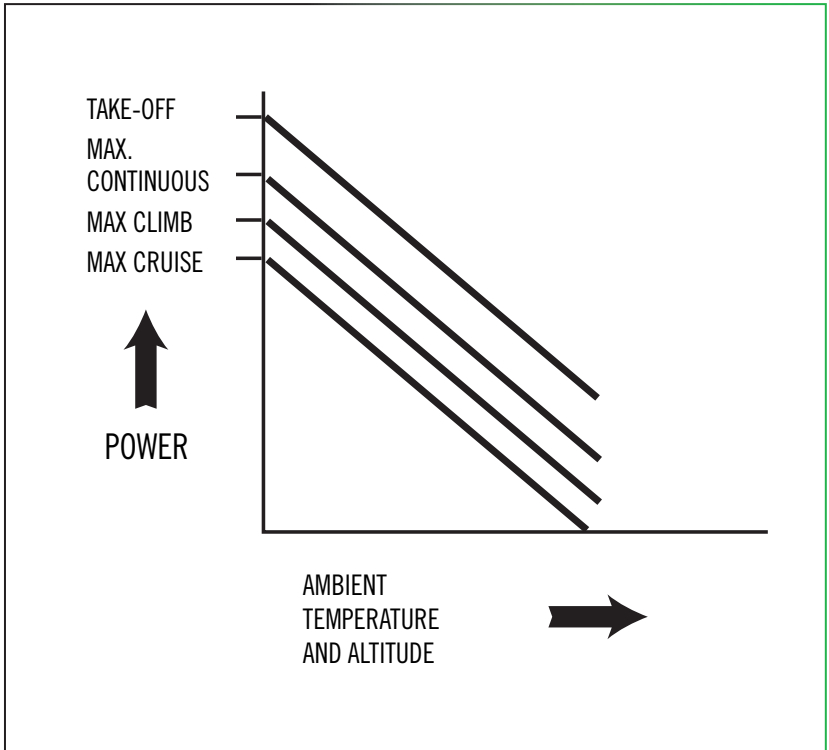 TAKE-OFF
MAX.
CONTINUOUS
MAX CLIMB
MAX CRUISE
POWER
AMBIENT
TEMPERATURE
AND ALTITUDE